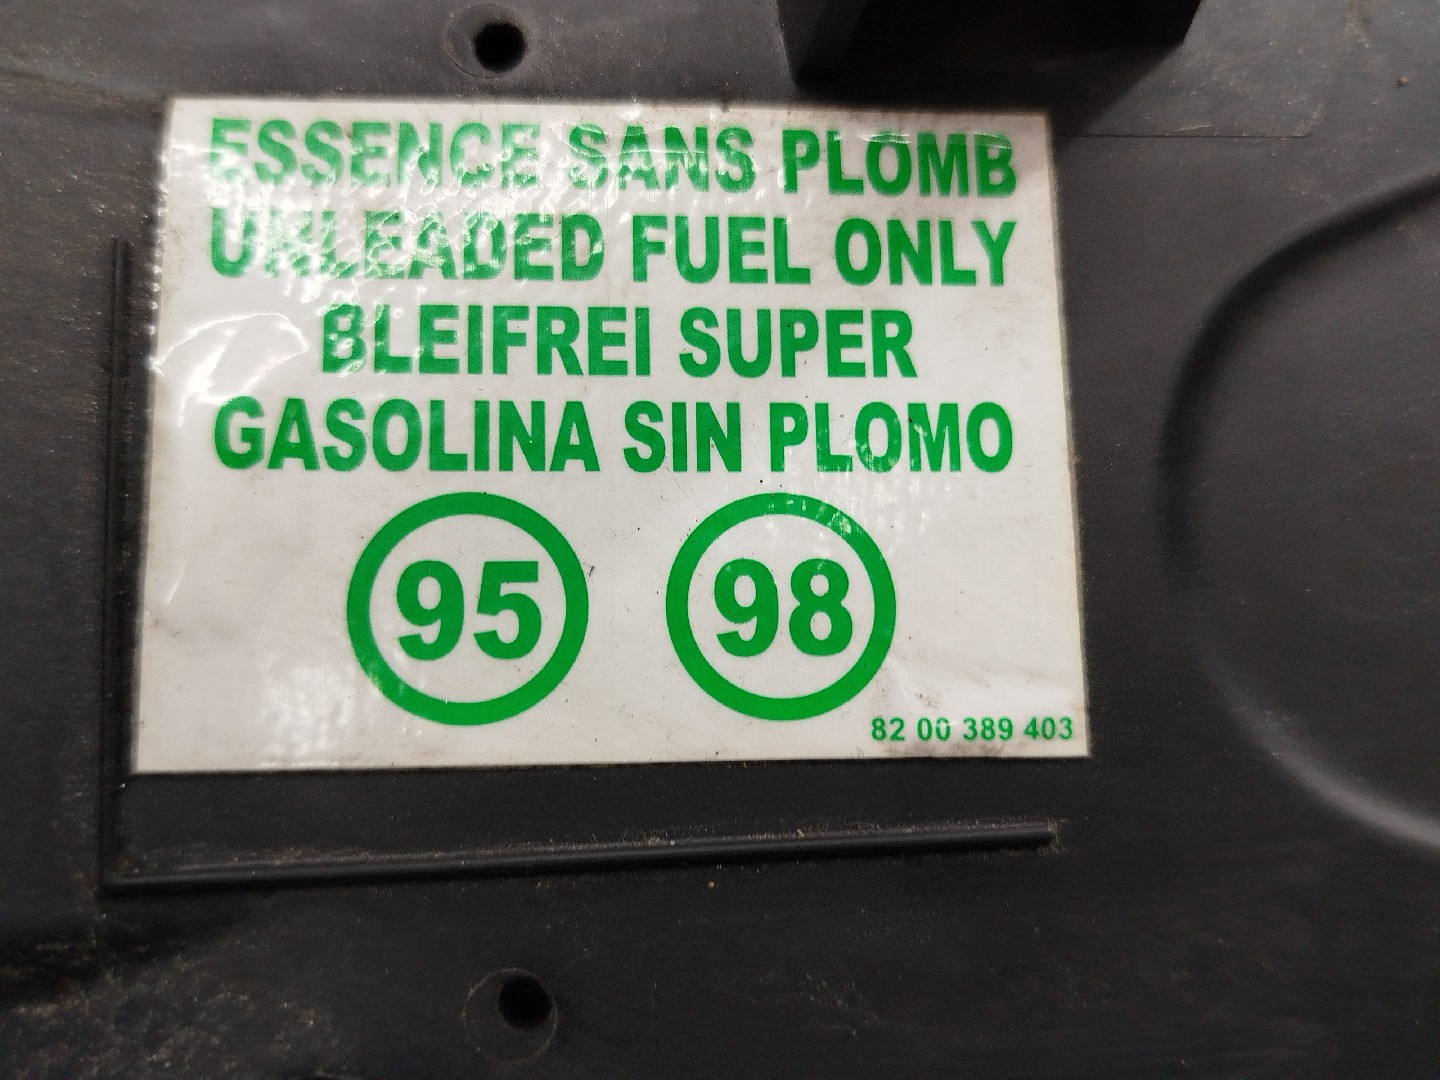 ESSENCE SANS PLOMB
UNLEADED FUEL ONLY
BLEIFREI SUPER
GASOLINA SIN PLOMO
95 98
82 00 389 403